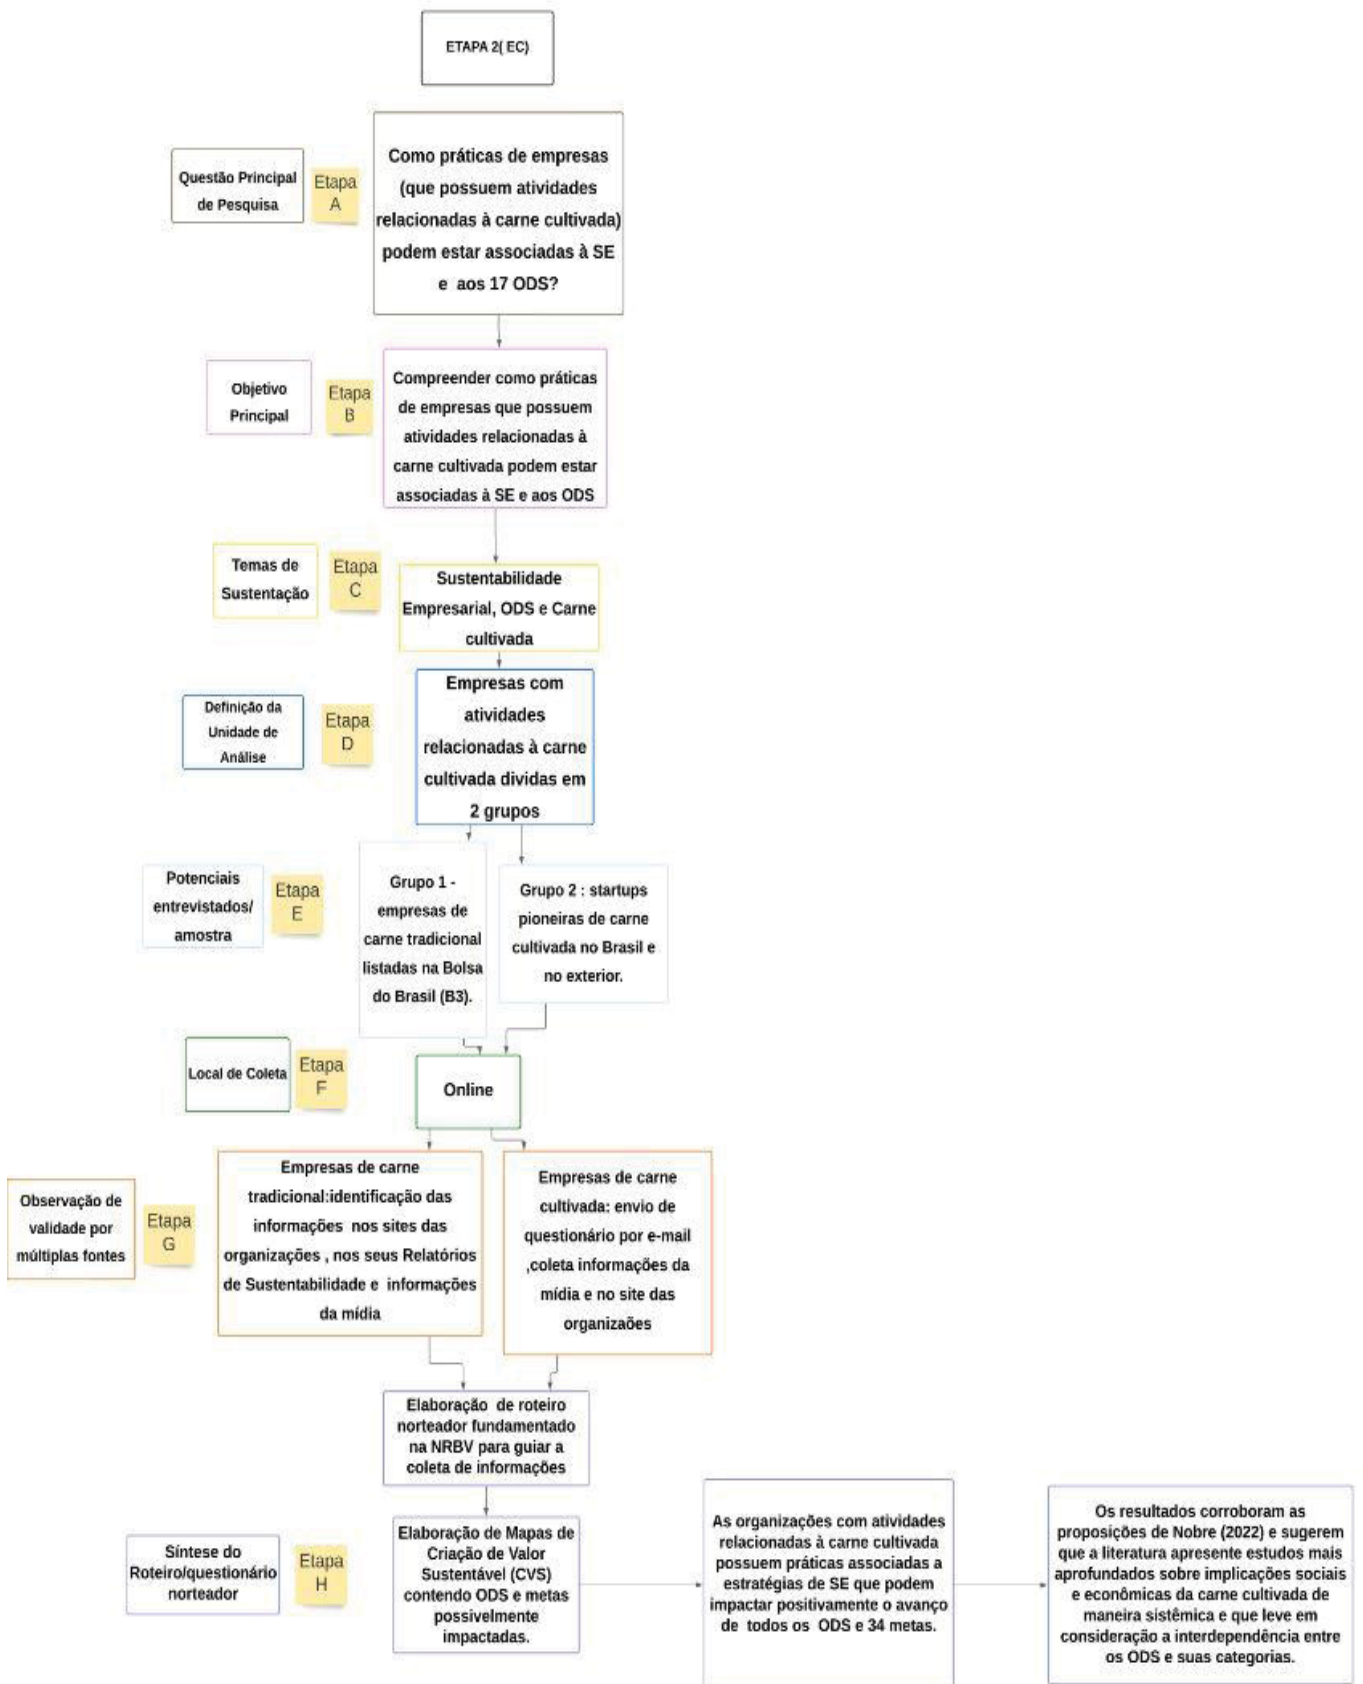 ETAPA 2( EC)
Questão Principal
de Pesquisa
Etapa
A
Como práticas de empresas
(que possuem atividades
relacionadas à carne cultivada)
podem estar associadas à SE
e aos 17 ODS?
Objetivo
Principal
Etapa
B
Compreender como práticas
de empresas que possuem
atividades relacionadas à
carne cultivada podem estar
associadas à SE e aos ODS
Temas de
Sustentação
Etapa
C
Sustentabilidade
Empresarial, ODS e Carne
cultivada
Definição da
Unidade de
Análise
Etapa
D
Empresas com
atividades
relacionadas à carne
cultivada dividas em
2 grupos
Potenciais
entrevistados/
amostra
Etapa
E
Grupo 1 -
empresas de
carne tradicional
listadas na Bolsa
do Brasil (B3).
Grupo 2 : startups
pioneiras de carne
cultivada no Brasil e
no exterior.
Local de Coleta
Etapa
F
Online
Observação de
validade por
múltiplas fontes
Etapa
G
Empresas de carne
tradicional:identificação das
informações nos sites das
organizações , nos seus Relatórios
de Sustentabilidade e informações
da mídia
Empresas de carne
cultivada: envio de
questionário por e-mail
,coleta informações da
mídia e no site das
organizaões
Elaboração de roteiro
norteador fundamentado
na NRBV para guiar a
coleta de informações
Síntese do
Roteiro/questionário
norteador
Etapa
H
Elaboração de Mapas de
Criação de Valor
Sustentável (CVS)
contendo ODS e metas
possivelmente
impactadas.
As organizações com atividades
relacionadas à carne cultivada
possuem práticas associadas a
estratégias de SE que podem
impactar positivamente o avanço
de todos os ODS e 34 metas.
Os resultados corroboram as
proposições de Nobre (2022) e sugerem
que a literatura apresente estudos mais
aprofundados sobre implicações sociais
e econômicas da carne cultivada de
maneira sistêmica e que leve em
consideração a interdependência entre
os ODS e suas categorias.